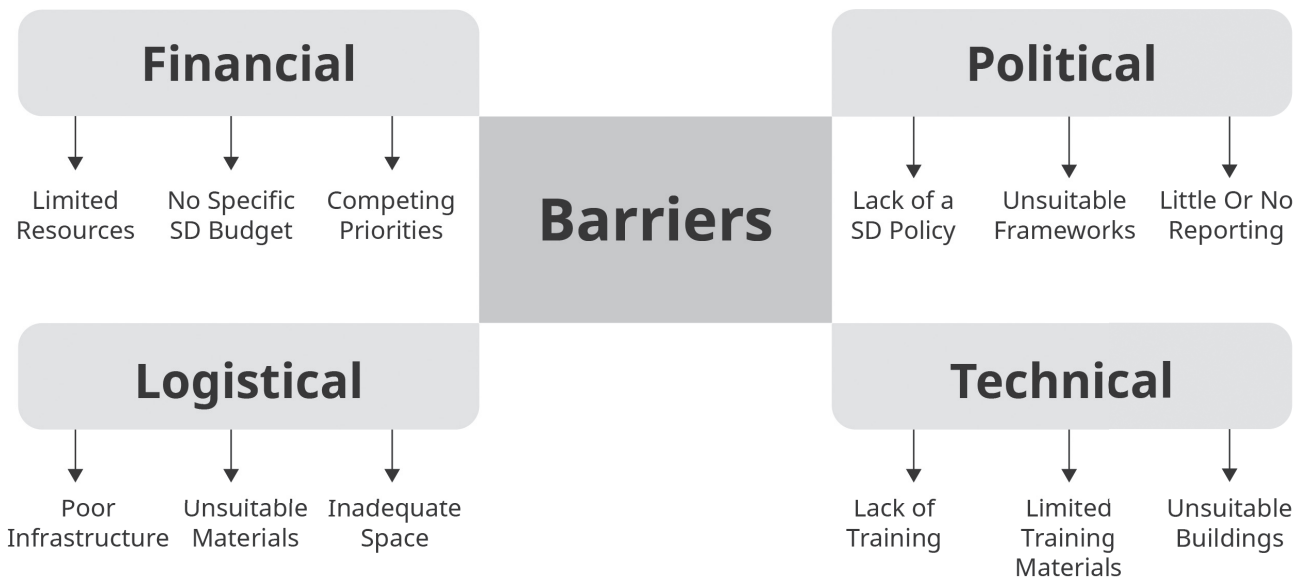 Financial
Limited
Resources
No Specific
SD Budget
Competing
Priorities
Barriers
Political
Lack of a
SD Policy
Unsuitable
Frameworks
Little Or No
Reporting
Logistical
Poor
Infrastructure
Unsuitable
Materials
Inadequate
Space
Technical
Lack of
Training
Limited
Training
Materials
Unsuitable
Buildings